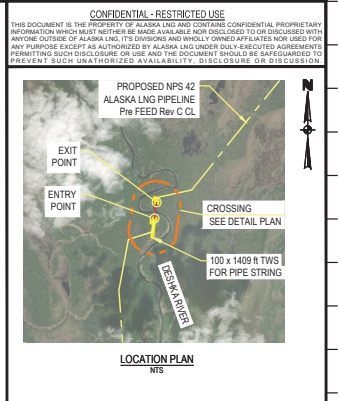 CONFIDENTIAL - RESTRICTED USE
THIS DOCUMENT IS THE PROPERTY OF ALASKA LNG AND CONTAINS CONFIDENTIAL PROPRIETARY
INFORMATION WHICH MUST NEITHER BE MADE AVAILABLE NOR DISCLOSED TO OR DISCUSSED WITH
ANYONE OUTSIDE OF ALASKA LNG, IT'S DIVISIONS AND WHOLLY OWNED AFFILIATES NOR USED FOR
ANY PURPOSE EXCEPT AS AUTHORIZED BY ALASKA LNG UNDER DULY-EXECUTED AGREEMENTS
PERMITTING SUCH DISCLOSURE OR USE AND THE DOCUMENT SHOULD BE SAFEGUARDED TO
PREVENT SUCH UNATHORIZED AVAILABILITY, DISCLOSURE OR DISCUSSION.
PROPOSED NPS 42
ALASKA LNG PIPELINE
Pre FEED Rev C CL
N
EXIT
POINT
ENTRY
POINT
CROSSING
SEE DETAIL PLAN
100 x 1409 ft TWS
FOR PIPE STRING
DESHKA RIVER
LOCATION PLAN
NTS